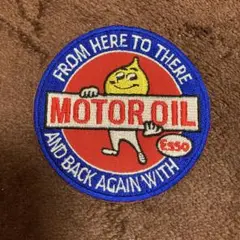 FROM HERE TO THERE
MOTOR OIL
Esso
AND BACK AGAIN WITH